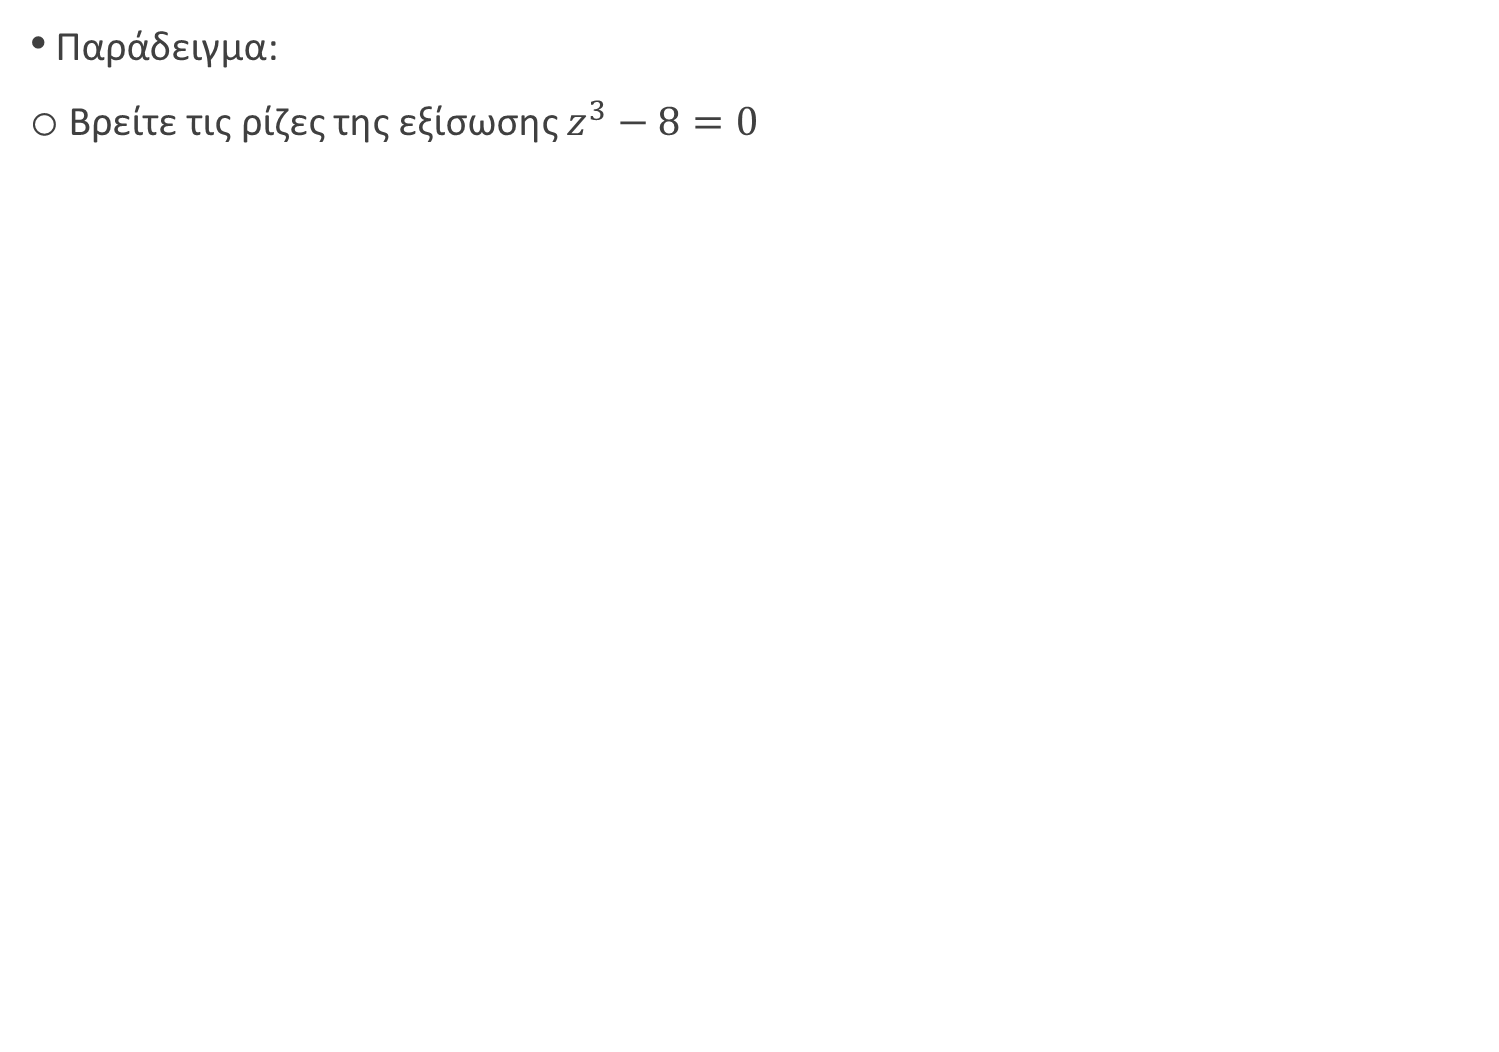 • Παράδειγμα:
○ Βρείτε τις ρίζες της εξίσωσης z³ − 8 = 0